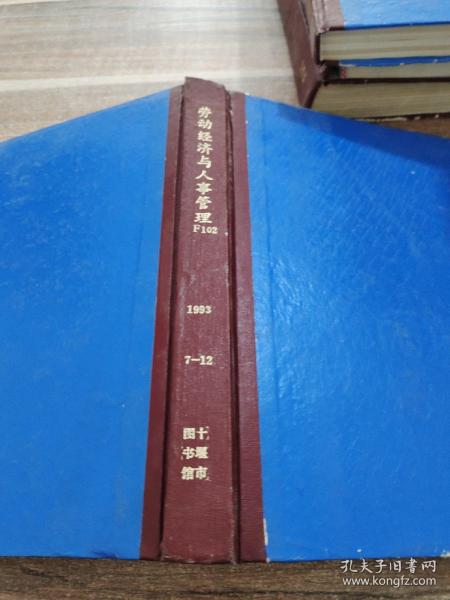 劳动经济与人事管理
F102
1993
7—12
十堰市
图书馆
孔夫子旧书网
www.kongfz.com